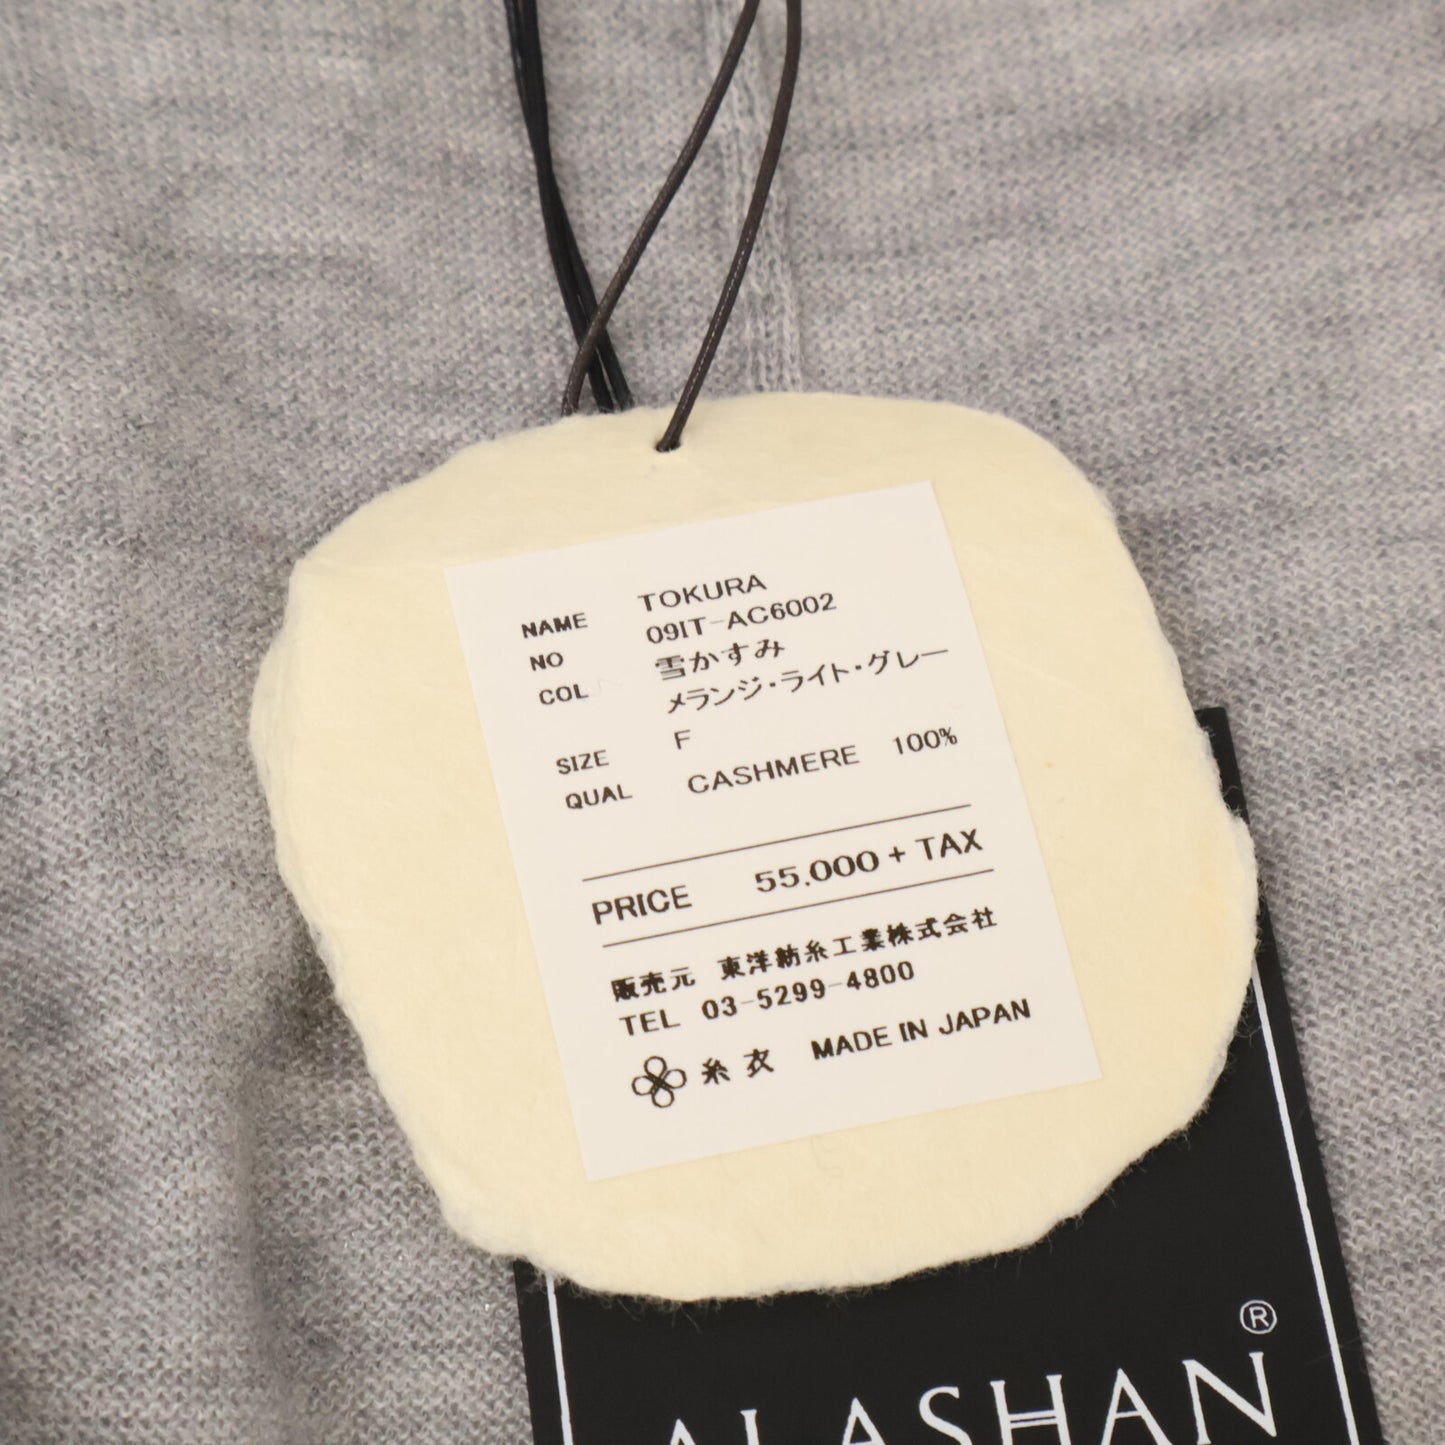 NAME TOKURA
NO 09IT-AC6002
COL 雪かすみ
メランジ・ライト・グレー
SIZE F
QUAL CASHMERE 100%
PRICE 55,000 + TAX
販売元 東洋紡糸工業株式会社
TEL 03-5299-4800
糸衣 MADE IN JAPAN
ALASHAN®